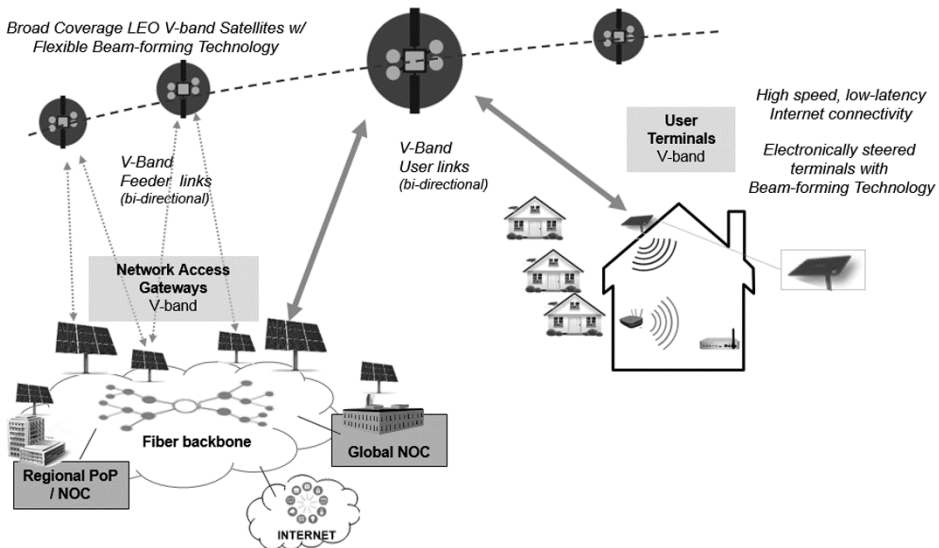 Broad Coverage LEO V-band Satellites w/
Flexible Beam-forming Technology
V-Band
Feeder links
(bi-directional)
V-Band
User links
(bi-directional)
User
Terminals
V-band
High speed, low-latency
Internet connectivity
Electronically steered
terminals with
Beam-forming Technology
Network Access
Gateways
V-band
Fiber backbone
Global NOC
Regional PoP
/ NOC
INTERNET